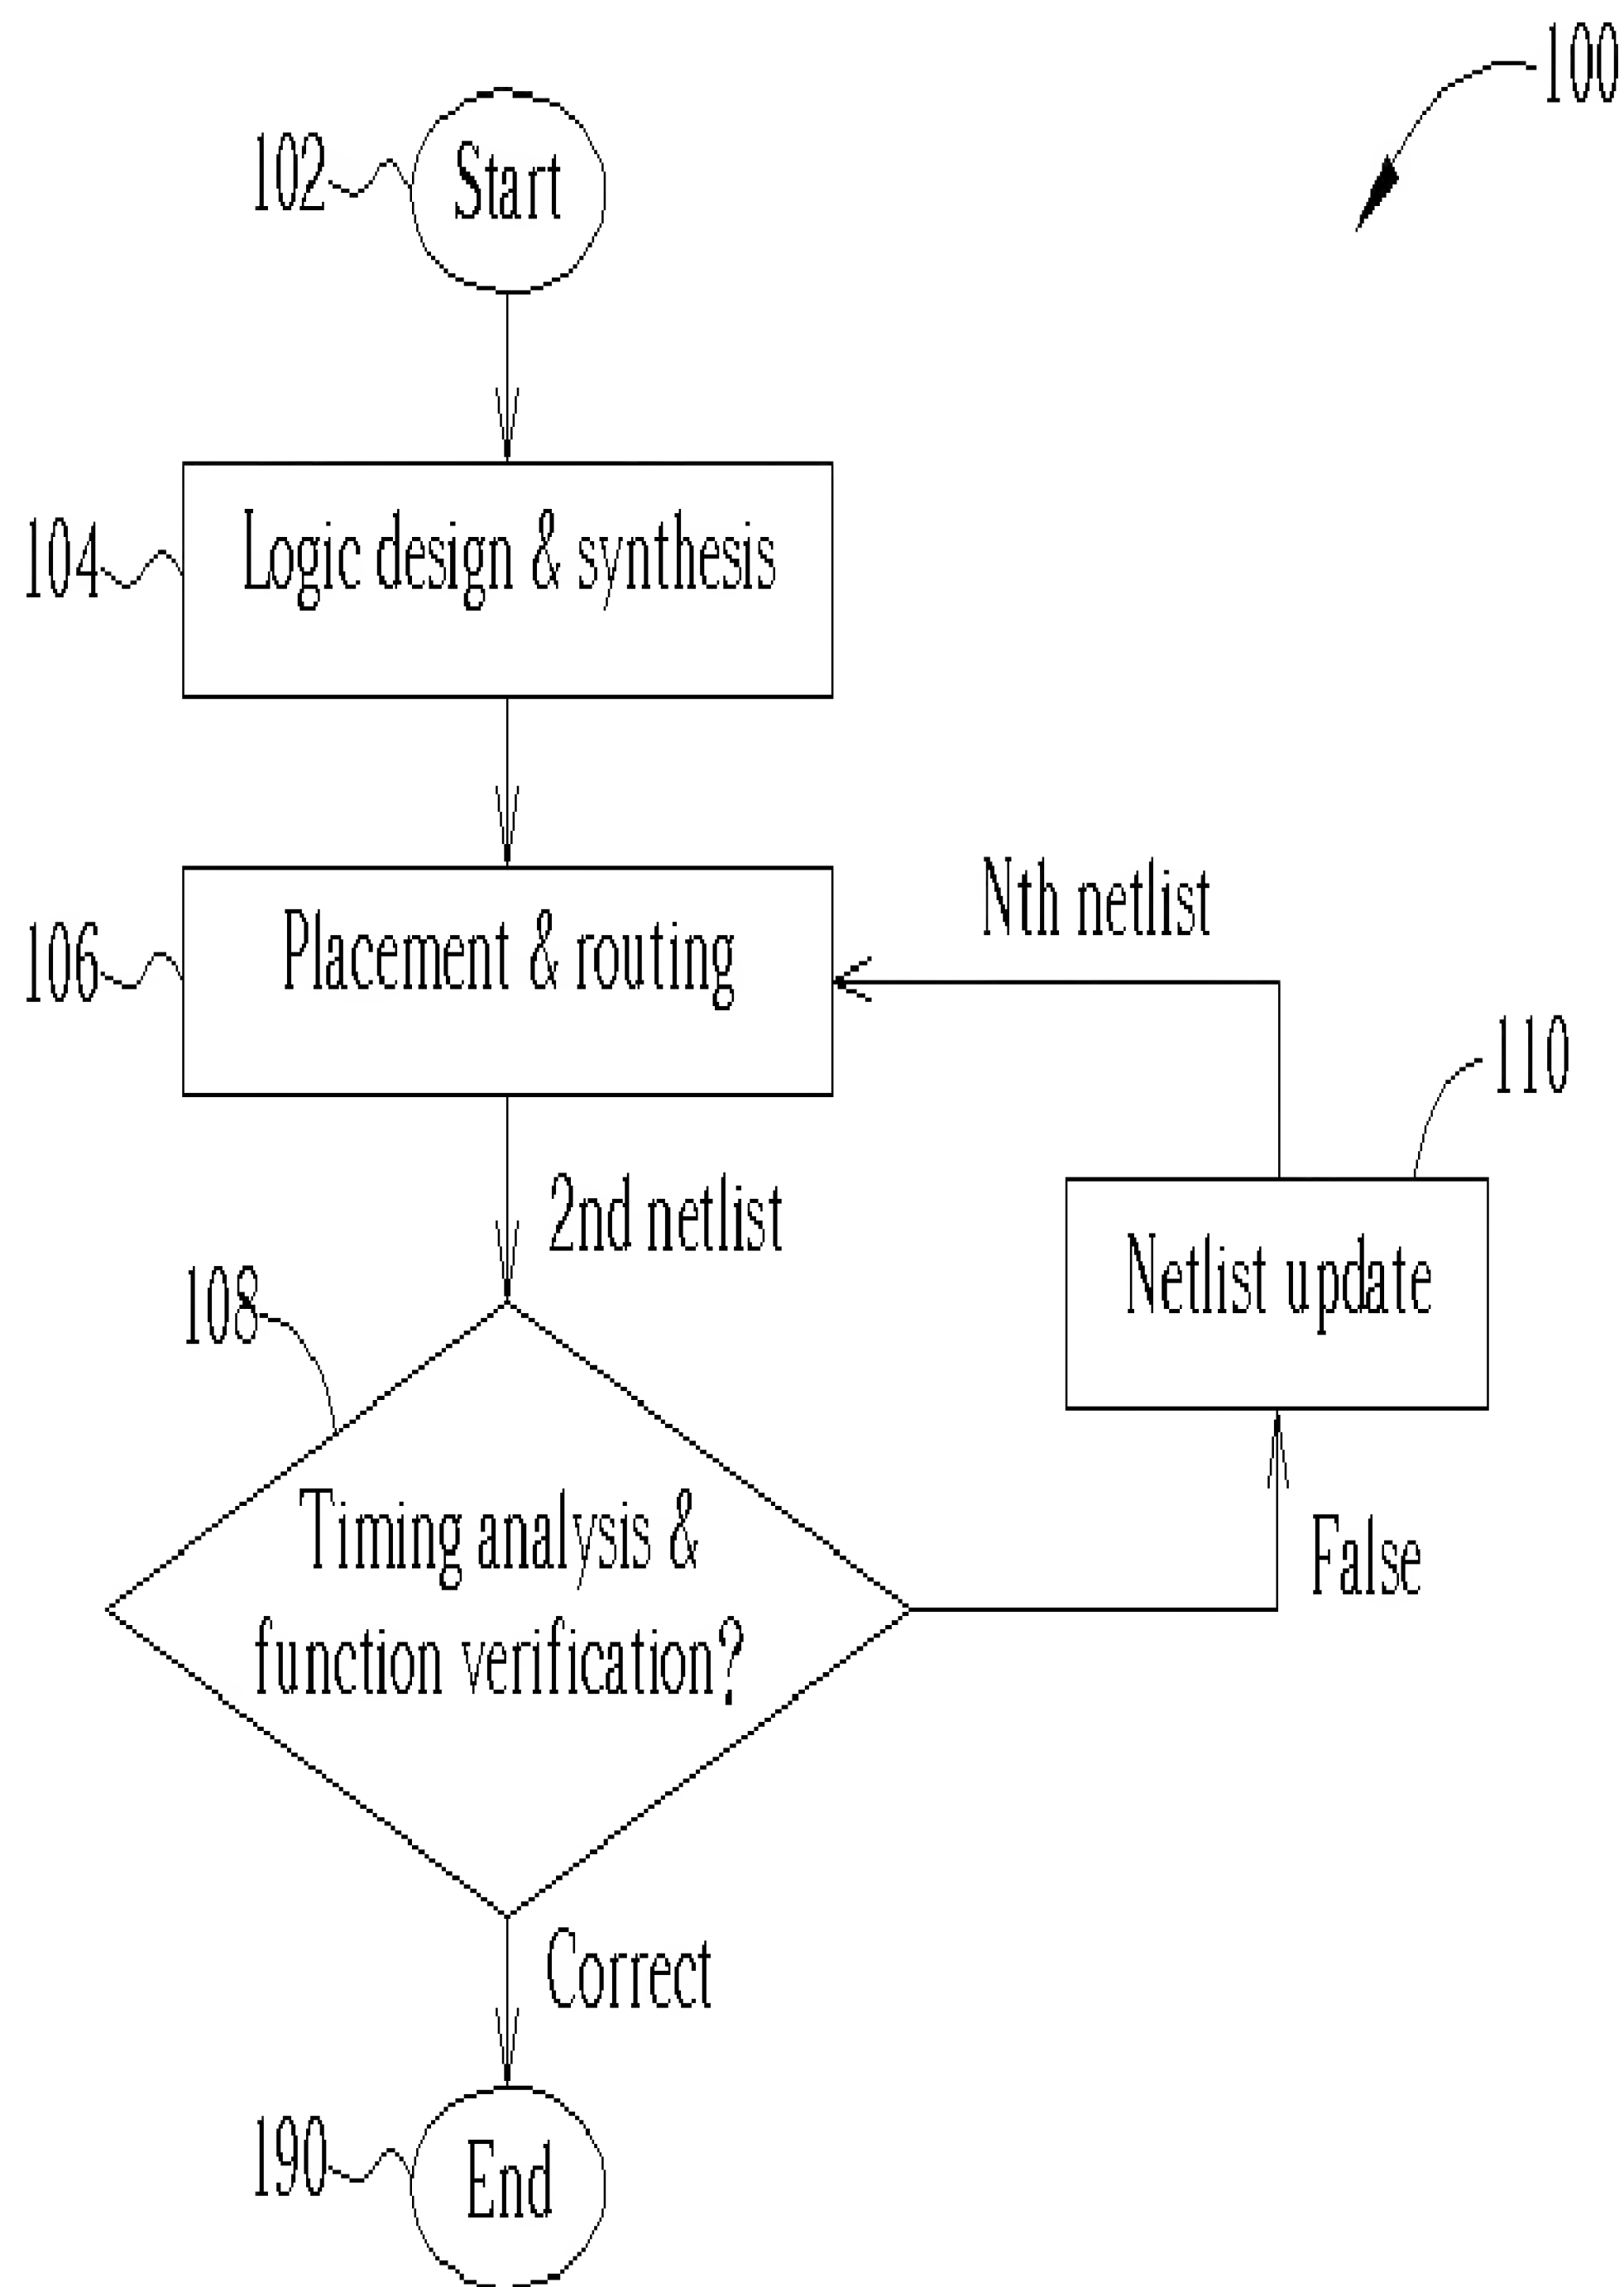 100
102
Start
104
Logic design & synthesis
Nth netlist
106
Placement & routing
110
2nd netlist
Netlist update
108
Timing analysis &
function verification?
False
Correct
190
End